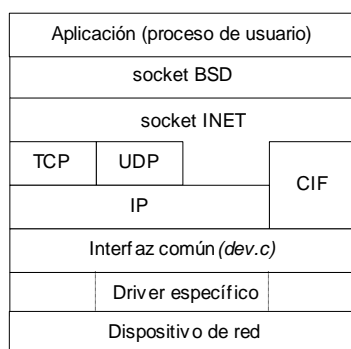 Aplicación (proceso de usuario)
socket BSD
socket INET
TCP UDP
CIF
IP
Interfaz común (dev.c)
Driver específico
Dispositivo de red